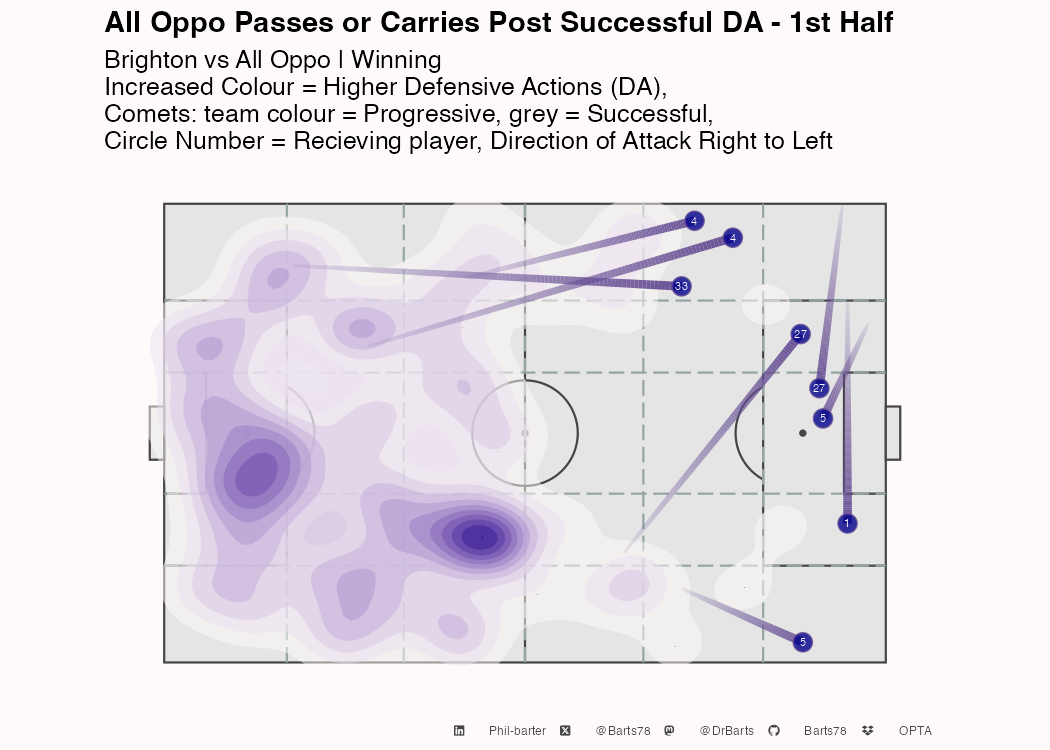 All Oppo Passes or Carries Post Successful DA - 1st Half
Brighton vs All Oppo | Winning
Increased Colour = Higher Defensive Actions (DA),
Comets: team colour = Progressive, grey = Successful,
Circle Number = Recieving player, Direction of Attack Right to Left
4
4
33
27
27
5
1
5
Phil-barter @Barts78 @DrBarts Barts78 OPTA